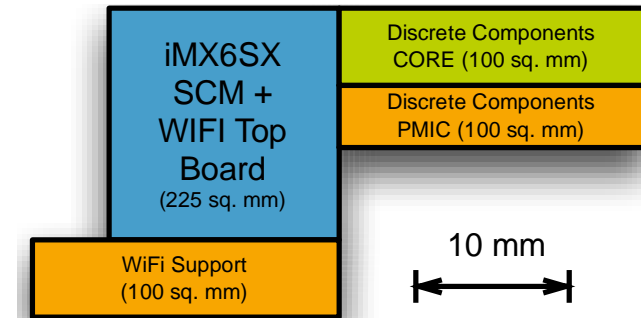 iMX6SX
SCM +
WIFI Top
Board
(225 sq. mm)
Discrete Components
CORE (100 sq. mm)
Discrete Components
PMIC (100 sq. mm)
WiFi Support
(100 sq. mm)
10 mm